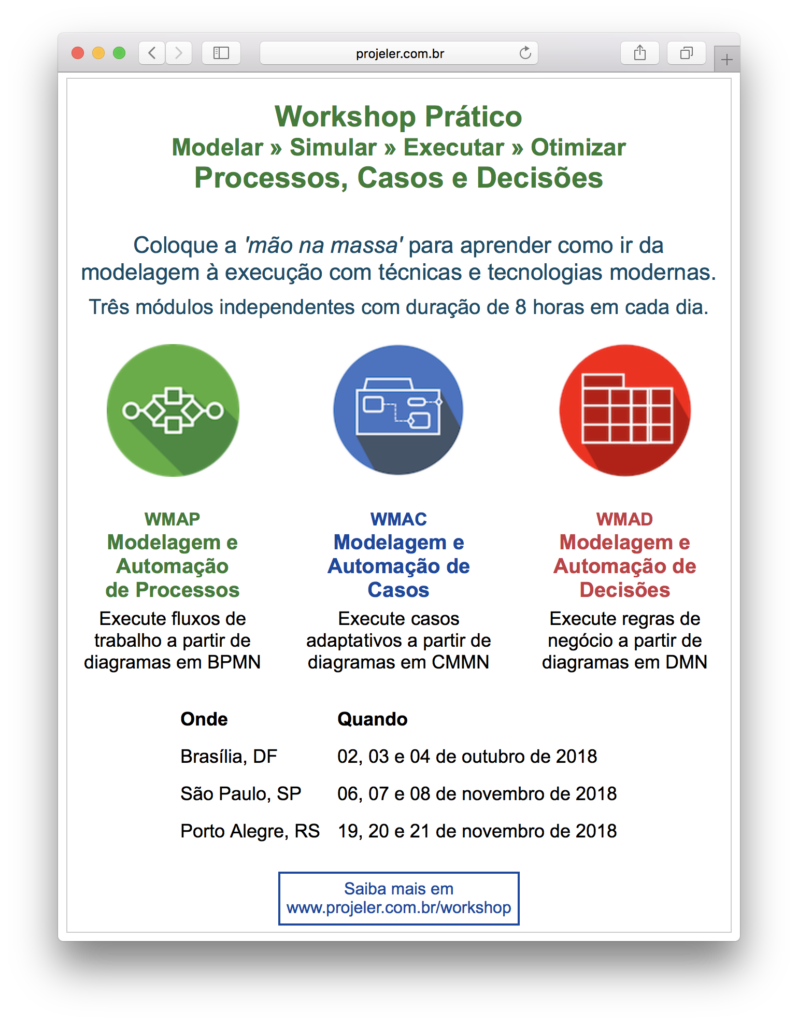 projeler.com.br
Workshop Prático
Modelar » Simular » Executar » Otimizar
Processos, Casos e Decisões
Coloque a 'mão na massa' para aprender como ir da
modelagem à execução com técnicas e tecnologias modernas.
Três módulos independentes com duração de 8 horas em cada dia.
WMAP
Modelagem e
Automação
de Processos
Execute fluxos de
trabalho a partir de
diagramas em BPMN
WMAC
Modelagem e
Automação de
Casos
Execute casos
adaptativos a partir de
diagramas em CMMN
WMAD
Modelagem e
Automação de
Decisões
Execute regras de
negócio a partir de
diagramas em DMN
Onde Quando
Brasília, DF 02, 03 e 04 de outubro de 2018
São Paulo, SP 06, 07 e 08 de novembro de 2018
Porto Alegre, RS 19, 20 e 21 de novembro de 2018
Saiba mais em
www.projeler.com.br/workshop